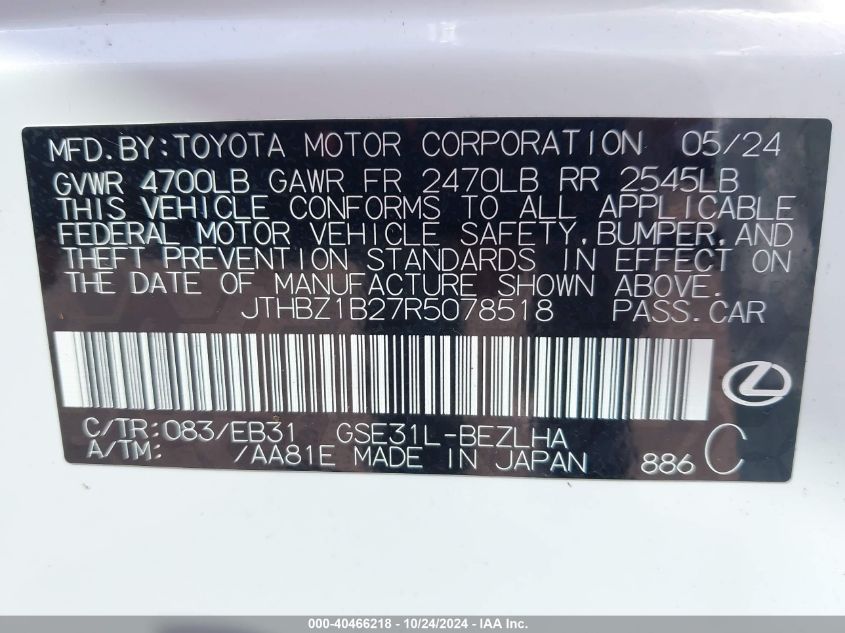 MFD.BY:TOYOTA MOTOR CORPORATION 05/24
GVWR 4700LB GAWR FR 2470LB RR 2545LB
THIS VEHICLE CONFORMS TO ALL APPLICABLE
FEDERAL MOTOR VEHICLE SAFETY,BUMPER,AND
THEFT PREVENTION STANDARDS IN EFFECT ON
THE DATE OF MANUFACTURE SHOWN ABOVE.
JTHBZ1B27R5078518 PASS.CAR
C/TR:083/EB31 GSE31L-BEZLHA
A/TM: /AA81E MADE IN JAPAN 886 C
000-40466218 - 10/24/2024 - IAA Inc.